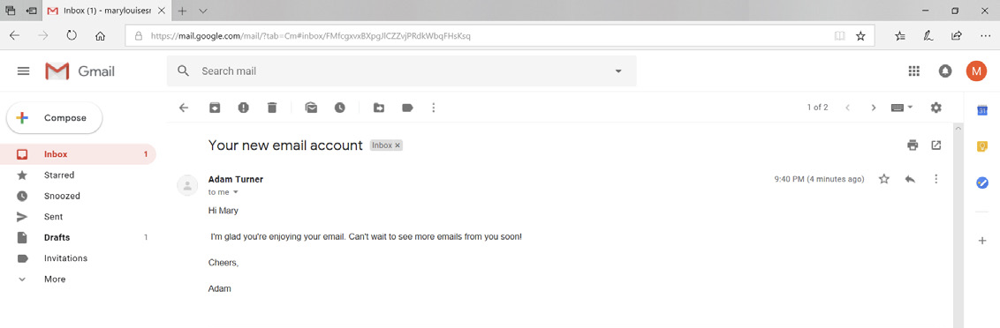 Inbox (1) - marylouises
https://mail.google.com/mail/?tab=Cm#inbox/FMfcgxvxBXpgJlCZZvjPRdkWbqFHsKsq
Gmail
Search mail
M
Compose
1 of 2
31
Inbox 1
Starred
Snoozed
Sent
Drafts 1
Invitations
More
Your new email account
Inbox x
Adam Turner
9:40 PM (4 minutes ago)
to me
Hi Mary
I'm glad you're enjoying your email. Can't wait to see more emails from you soon!
Cheers,
Adam